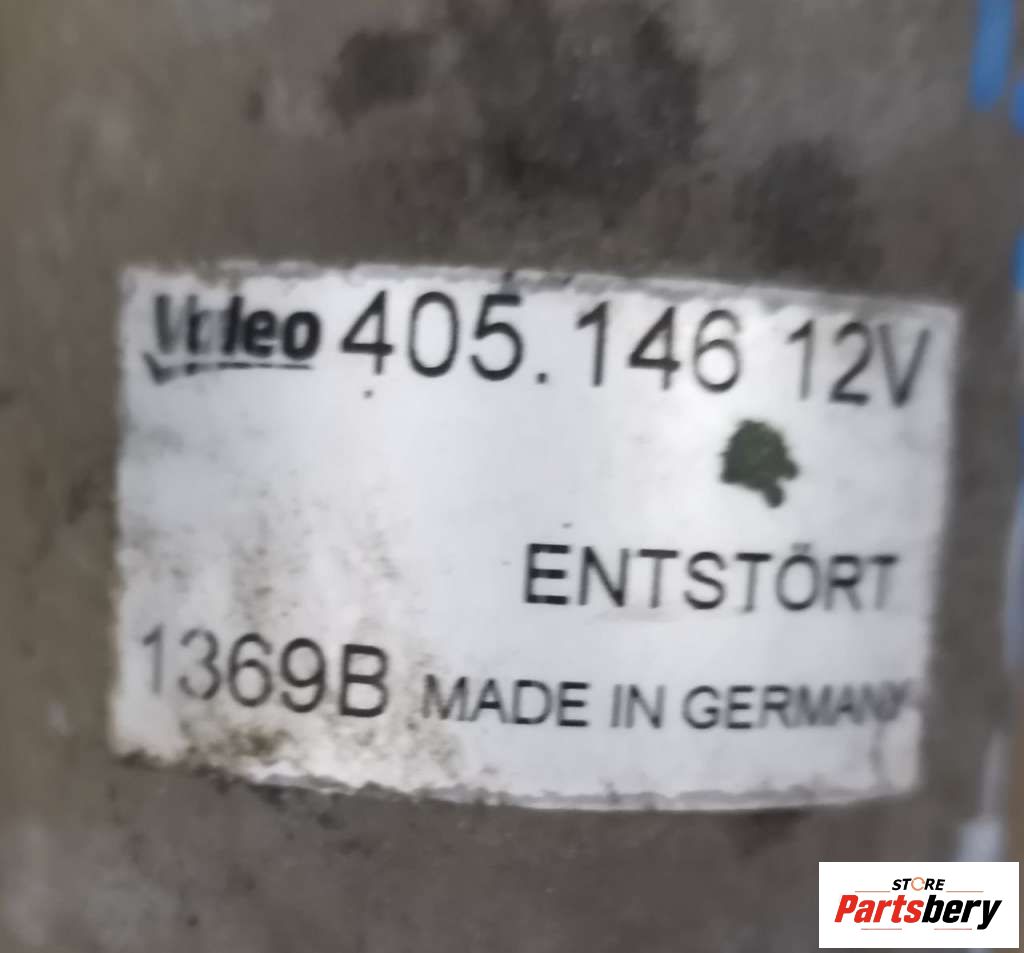 Valeo 405.146 12V
ENTSTÖRT
1369B MADE IN GERMANY
STORE
Partsbery